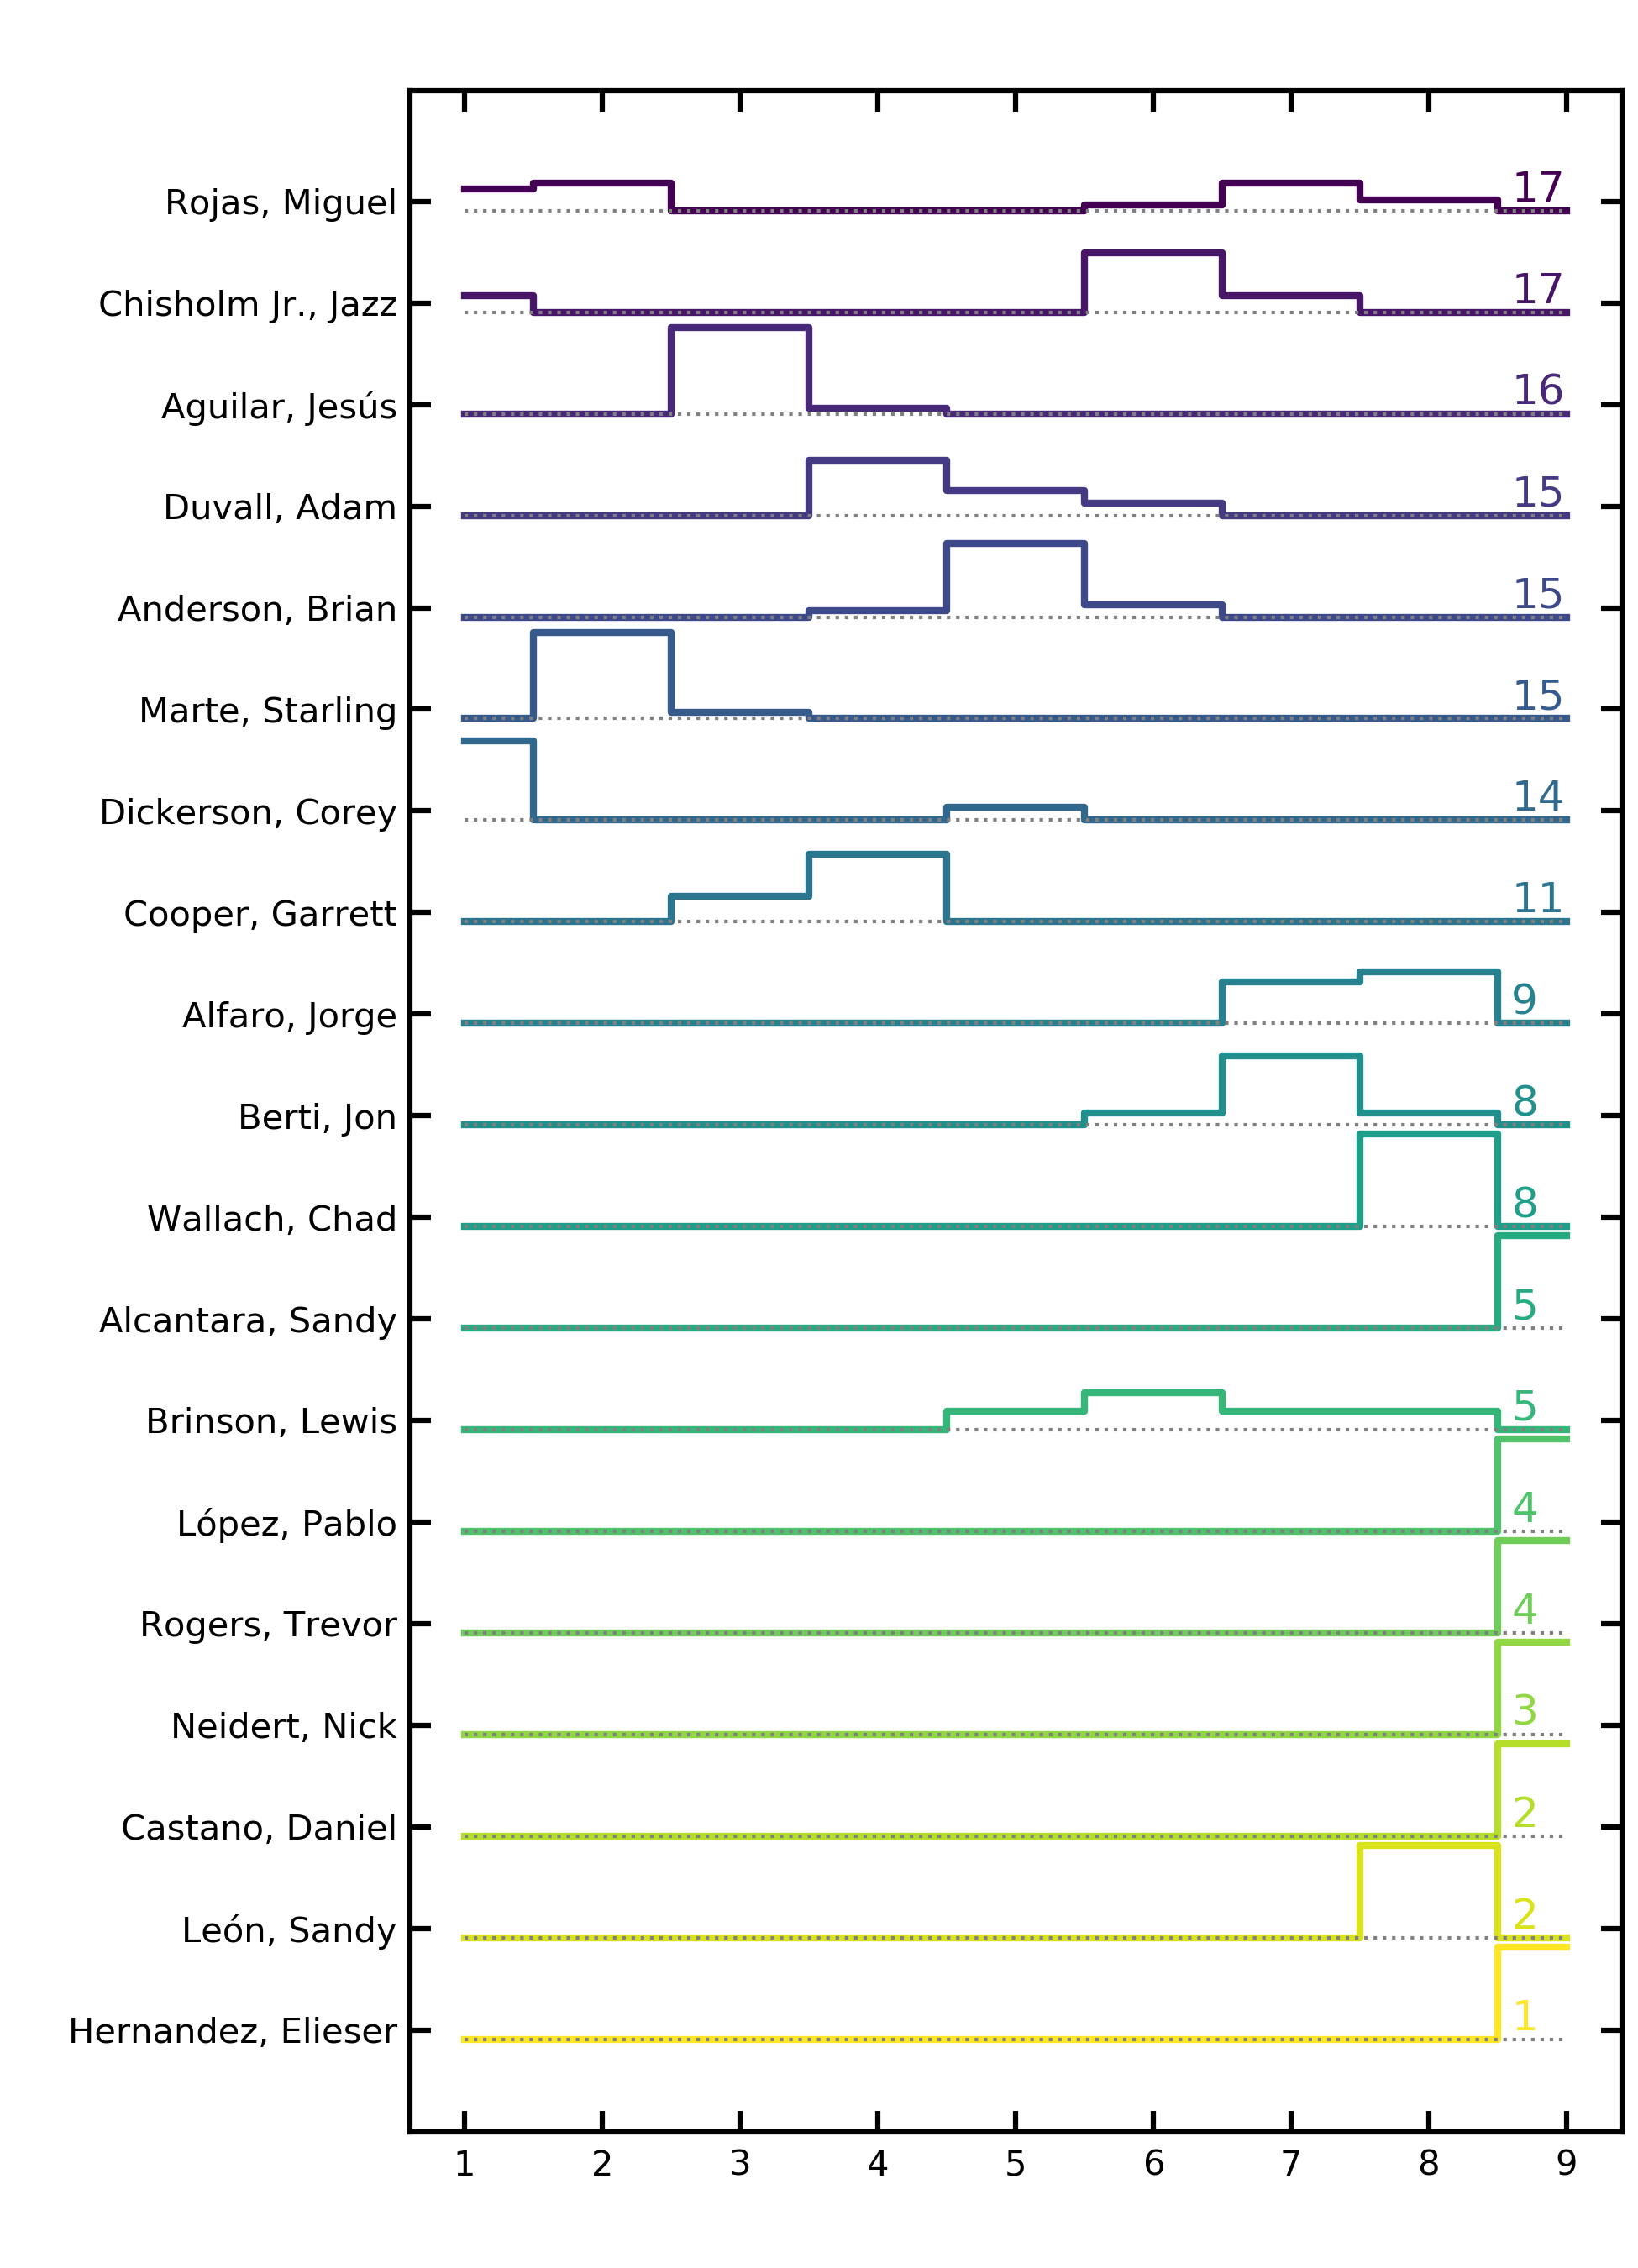 Rojas, Miguel 17
Chisholm Jr., Jazz 17
Aguilar, Jesús 16
Duvall, Adam 15
Anderson, Brian 15
Marte, Starling 15
Dickerson, Corey 14
Cooper, Garrett 11
Alfaro, Jorge 9
Berti, Jon 8
Wallach, Chad 8
Alcantara, Sandy 5
Brinson, Lewis 5
López, Pablo 4
Rogers, Trevor 4
Neidert, Nick 3
Castano, Daniel 2
León, Sandy 2
Hernandez, Elieser 1
1 2 3 4 5 6 7 8 9